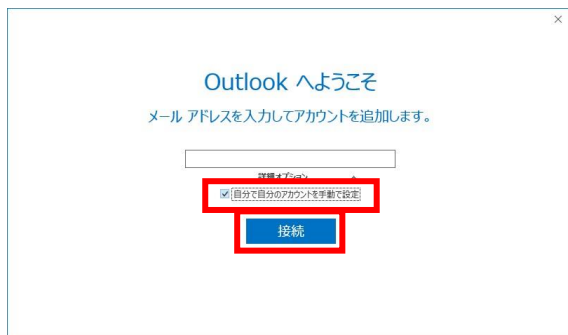 Outlook へようこそ
メール アドレスを入力してアカウントを追加します。
詳細オプション
自分で自分のアカウントを手動で設定
接続